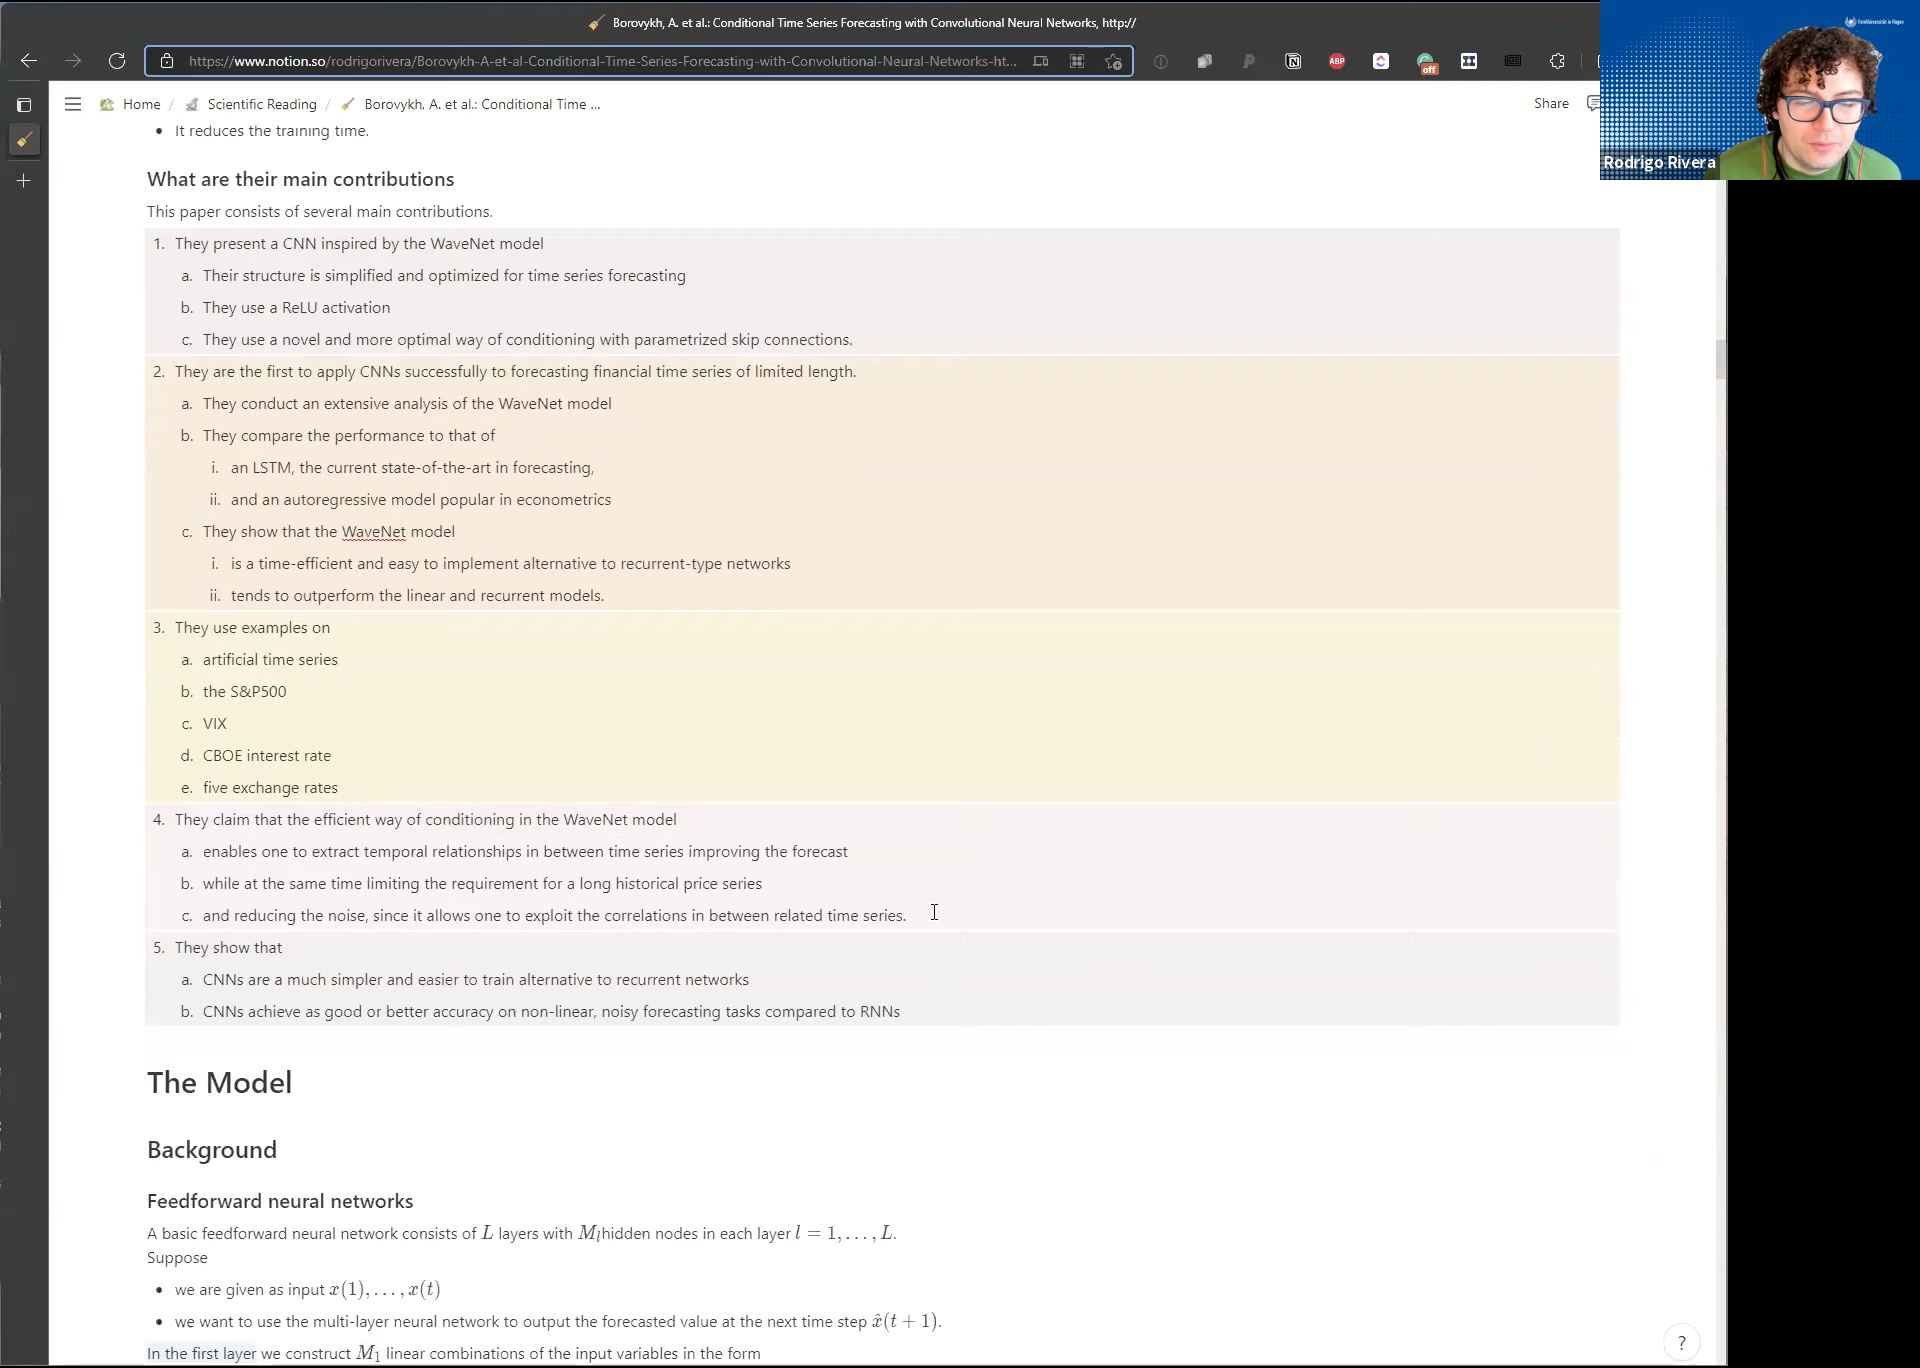 Borovykh, A. et al.: Conditional Time Series Forecasting with Convolutional Neural Networks, http://
https://www.notion.so/rodrigorivera/Borovykh-A-et-al-Conditional-Time-Series-Forecasting-with-Convolutional-Neural-Networks-ht...
ABP
off
Home / Scientific Reading / Borovykh, A. et al.: Conditional Time ...
Share
Rodrigo Rivera
• It reduces the training time.
What are their main contributions
This paper consists of several main contributions.
1. They present a CNN inspired by the WaveNet model
a. Their structure is simplified and optimized for time series forecasting
b. They use a ReLU activation
c. They use a novel and more optimal way of conditioning with parametrized skip connections.
2. They are the first to apply CNNs successfully to forecasting financial time series of limited length.
a. They conduct an extensive analysis of the WaveNet model
b. They compare the performance to that of
i. an LSTM, the current state-of-the-art in forecasting,
ii. and an autoregressive model popular in econometrics
c. They show that the WaveNet model
i. is a time-efficient and easy to implement alternative to recurrent-type networks
ii. tends to outperform the linear and recurrent models.
3. They use examples on
a. artificial time series
b. the S&P500
c. VIX
d. CBOE interest rate
e. five exchange rates
4. They claim that the efficient way of conditioning in the WaveNet model
a. enables one to extract temporal relationships in between time series improving the forecast
b. while at the same time limiting the requirement for a long historical price series
c. and reducing the noise, since it allows one to exploit the correlations in between related time series.
5. They show that
a. CNNs are a much simpler and easier to train alternative to recurrent networks
b. CNNs achieve as good or better accuracy on non-linear, noisy forecasting tasks compared to RNNs
The Model
Background
Feedforward neural networks
A basic feedforward neural network consists of L layers with M_l hidden nodes in each layer l = 1, . . . , L.
Suppose
• we are given as input x(1), . . . , x(t)
• we want to use the multi-layer neural network to output the forecasted value at the next time step x̂(t + 1).
In the first layer we construct M₁ linear combinations of the input variables in the form
?